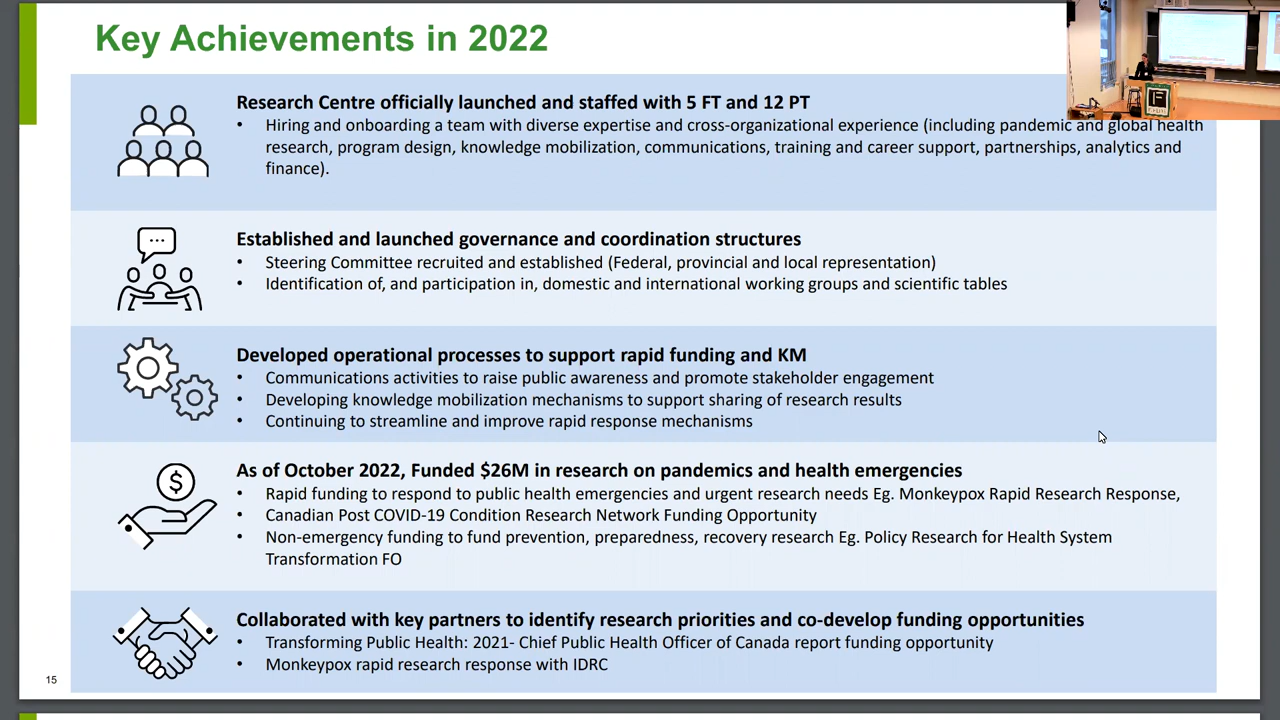 Key Achievements in 2022
Research Centre officially launched and staffed with 5 FT and 12 PT
• Hiring and onboarding a team with diverse expertise and cross-organizational experience (including pandemic and global health
research, program design, knowledge mobilization, communications, training and career support, partnerships, analytics and
finance).
Established and launched governance and coordination structures
• Steering Committee recruited and established (Federal, provincial and local representation)
• Identification of, and participation in, domestic and international working groups and scientific tables
Developed operational processes to support rapid funding and KM
• Communications activities to raise public awareness and promote stakeholder engagement
• Developing knowledge mobilization mechanisms to support sharing of research results
• Continuing to streamline and improve rapid response mechanisms
As of October 2022, Funded $26M in research on pandemics and health emergencies
• Rapid funding to respond to public health emergencies and urgent research needs Eg. Monkeypox Rapid Research Response,
• Canadian Post COVID-19 Condition Research Network Funding Opportunity
• Non-emergency funding to fund prevention, preparedness, recovery research Eg. Policy Research for Health System
Transformation FO
Collaborated with key partners to identify research priorities and co-develop funding opportunities
• Transforming Public Health: 2021- Chief Public Health Officer of Canada report funding opportunity
• Monkeypox rapid research response with IDRC
15